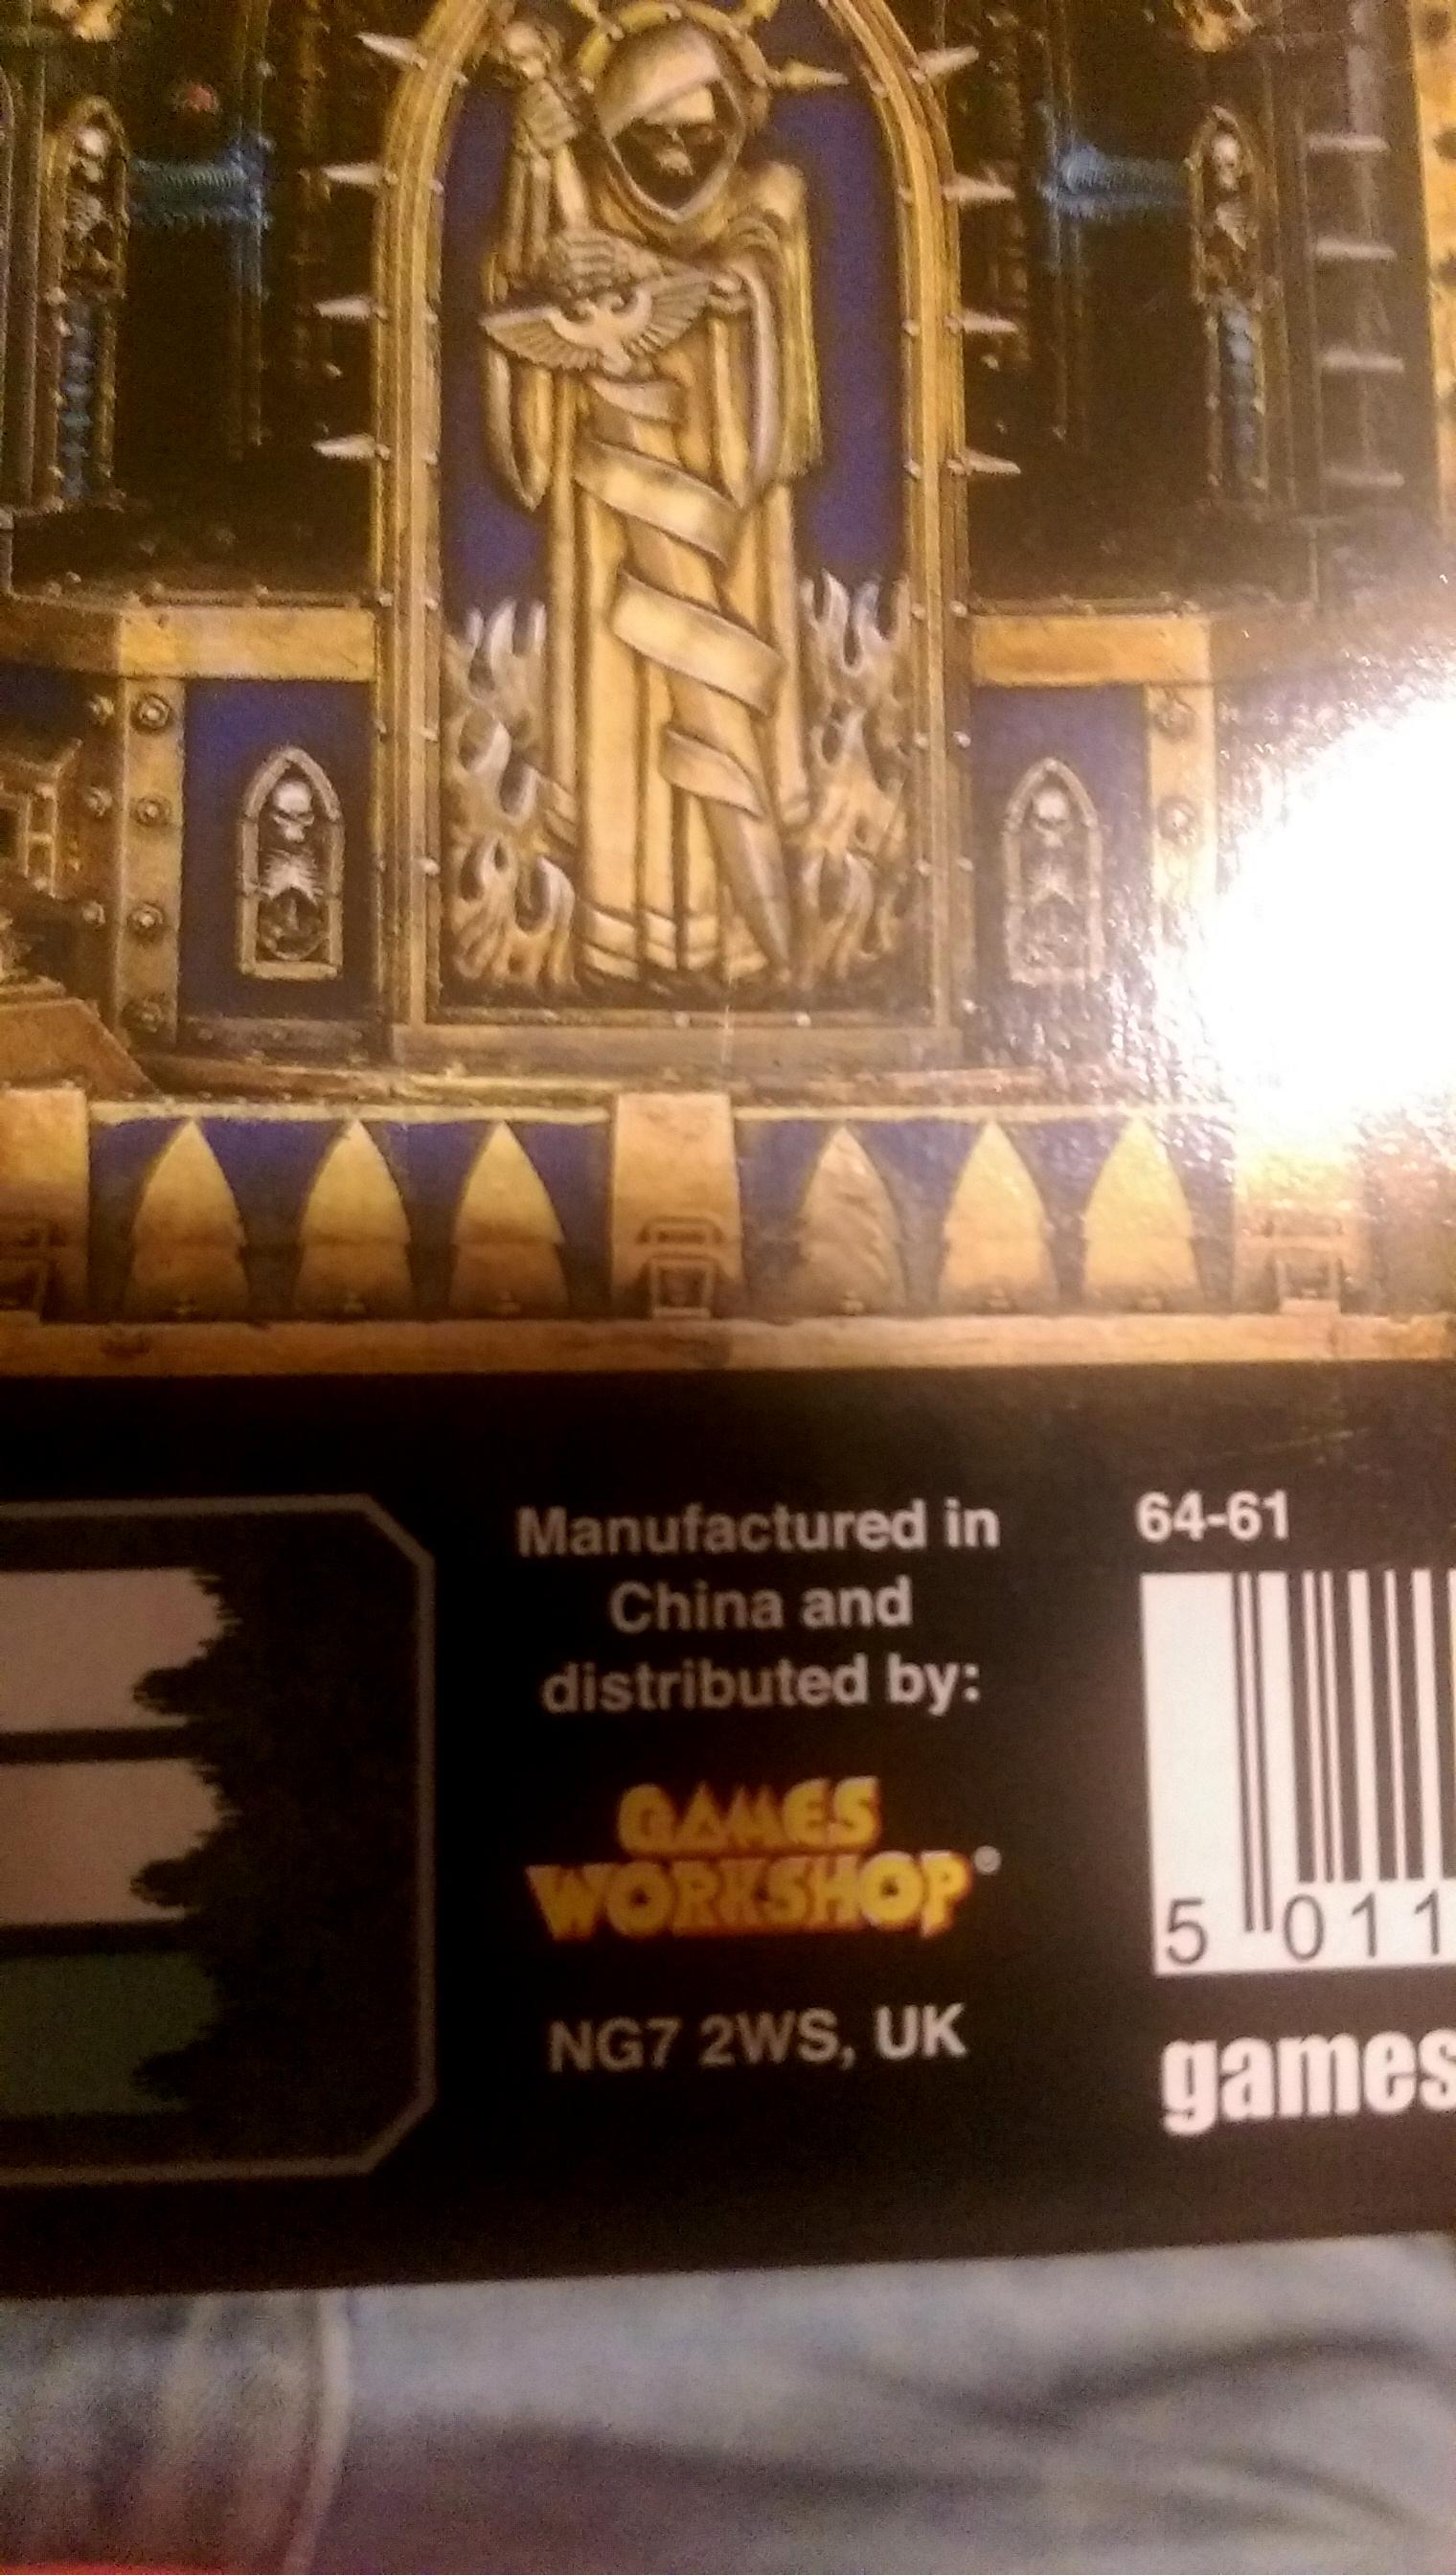 Manufactured in
China and
distributed by:
GAMES
WORKSHOP®
NG7 2WS, UK
64-61
5 011
games